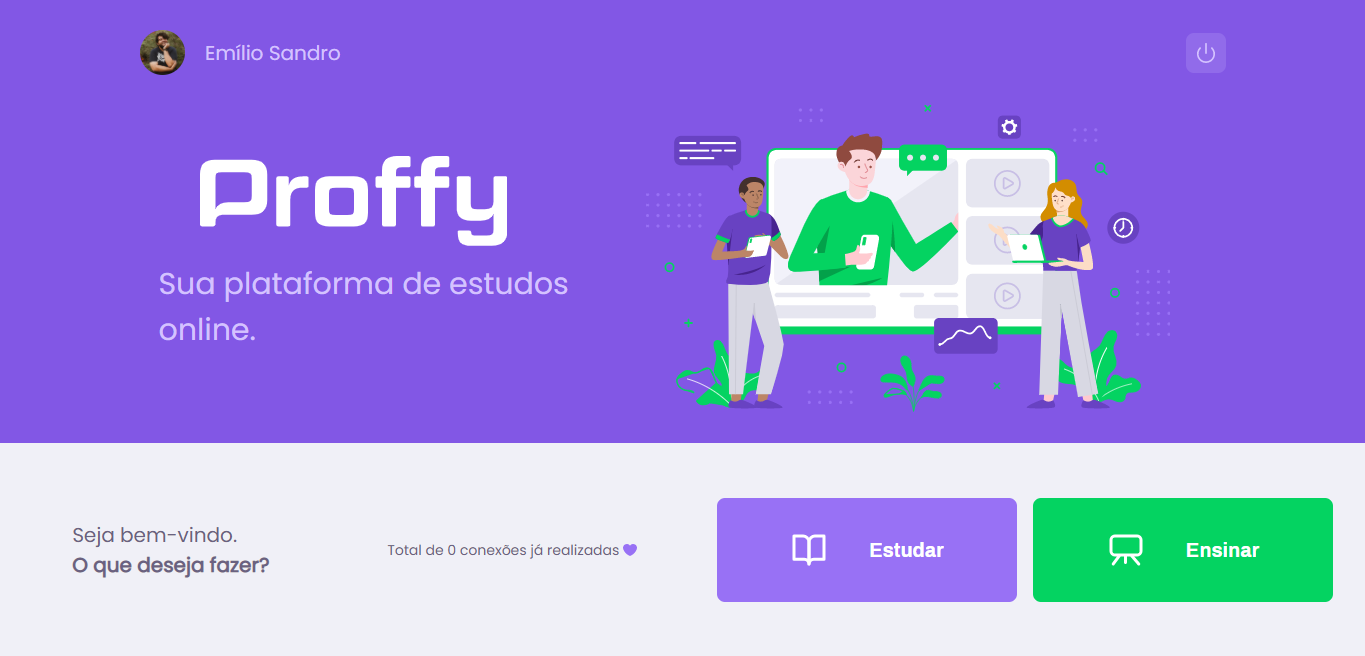 Emílio Sandro
Proffy
Sua plataforma de estudos
online.
Seja bem-vindo.
O que deseja fazer?
Total de 0 conexões já realizadas
Estudar
Ensinar